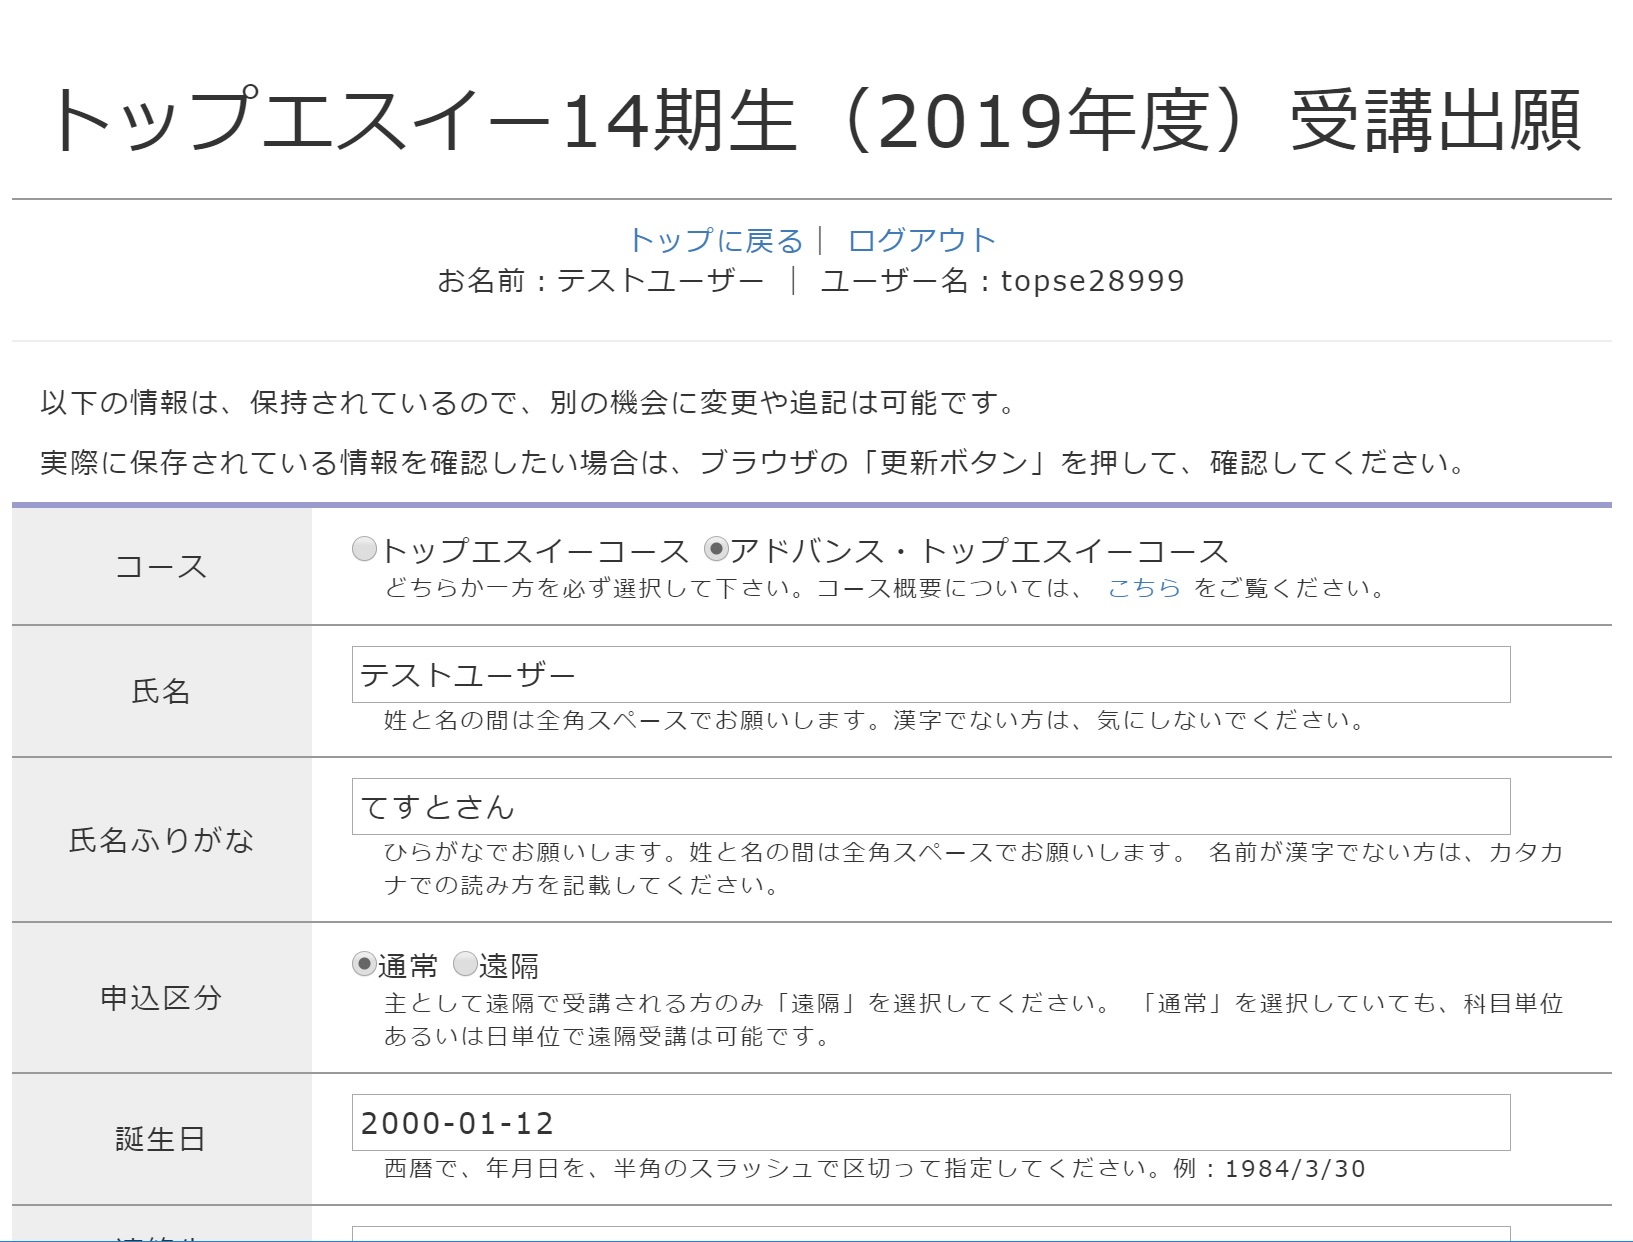 トップエスイー14期生（2019年度）受講出願
トップに戻る｜ ログアウト
お名前：テストユーザー ｜ ユーザー名：topse28999
以下の情報は、保持されているので、別の機会に変更や追記は可能です。
実際に保存されている情報を確認したい場合は、ブラウザの「更新ボタン」を押して、確認してください。
コース
トップエスイーコース アドバンス・トップエスイーコース
どちらか一方を必ず選択して下さい。コース概要については、 こちら をご覧ください。
氏名
テストユーザー
姓と名の間は全角スペースでお願いします。漢字でない方は、気にしないでください。
氏名ふりがな
てすとさん
ひらがなでお願いします。姓と名の間は全角スペースでお願いします。 名前が漢字でない方は、カタカ
ナでの読み方を記載してください。
申込区分
通常 遠隔
主として遠隔で受講される方のみ「遠隔」を選択してください。 「通常」を選択していても、科目単位
あるいは日単位で遠隔受講は可能です。
誕生日
2000-01-12
西暦で、年月日を、半角のスラッシュで区切って指定してください。例：1984/3/30